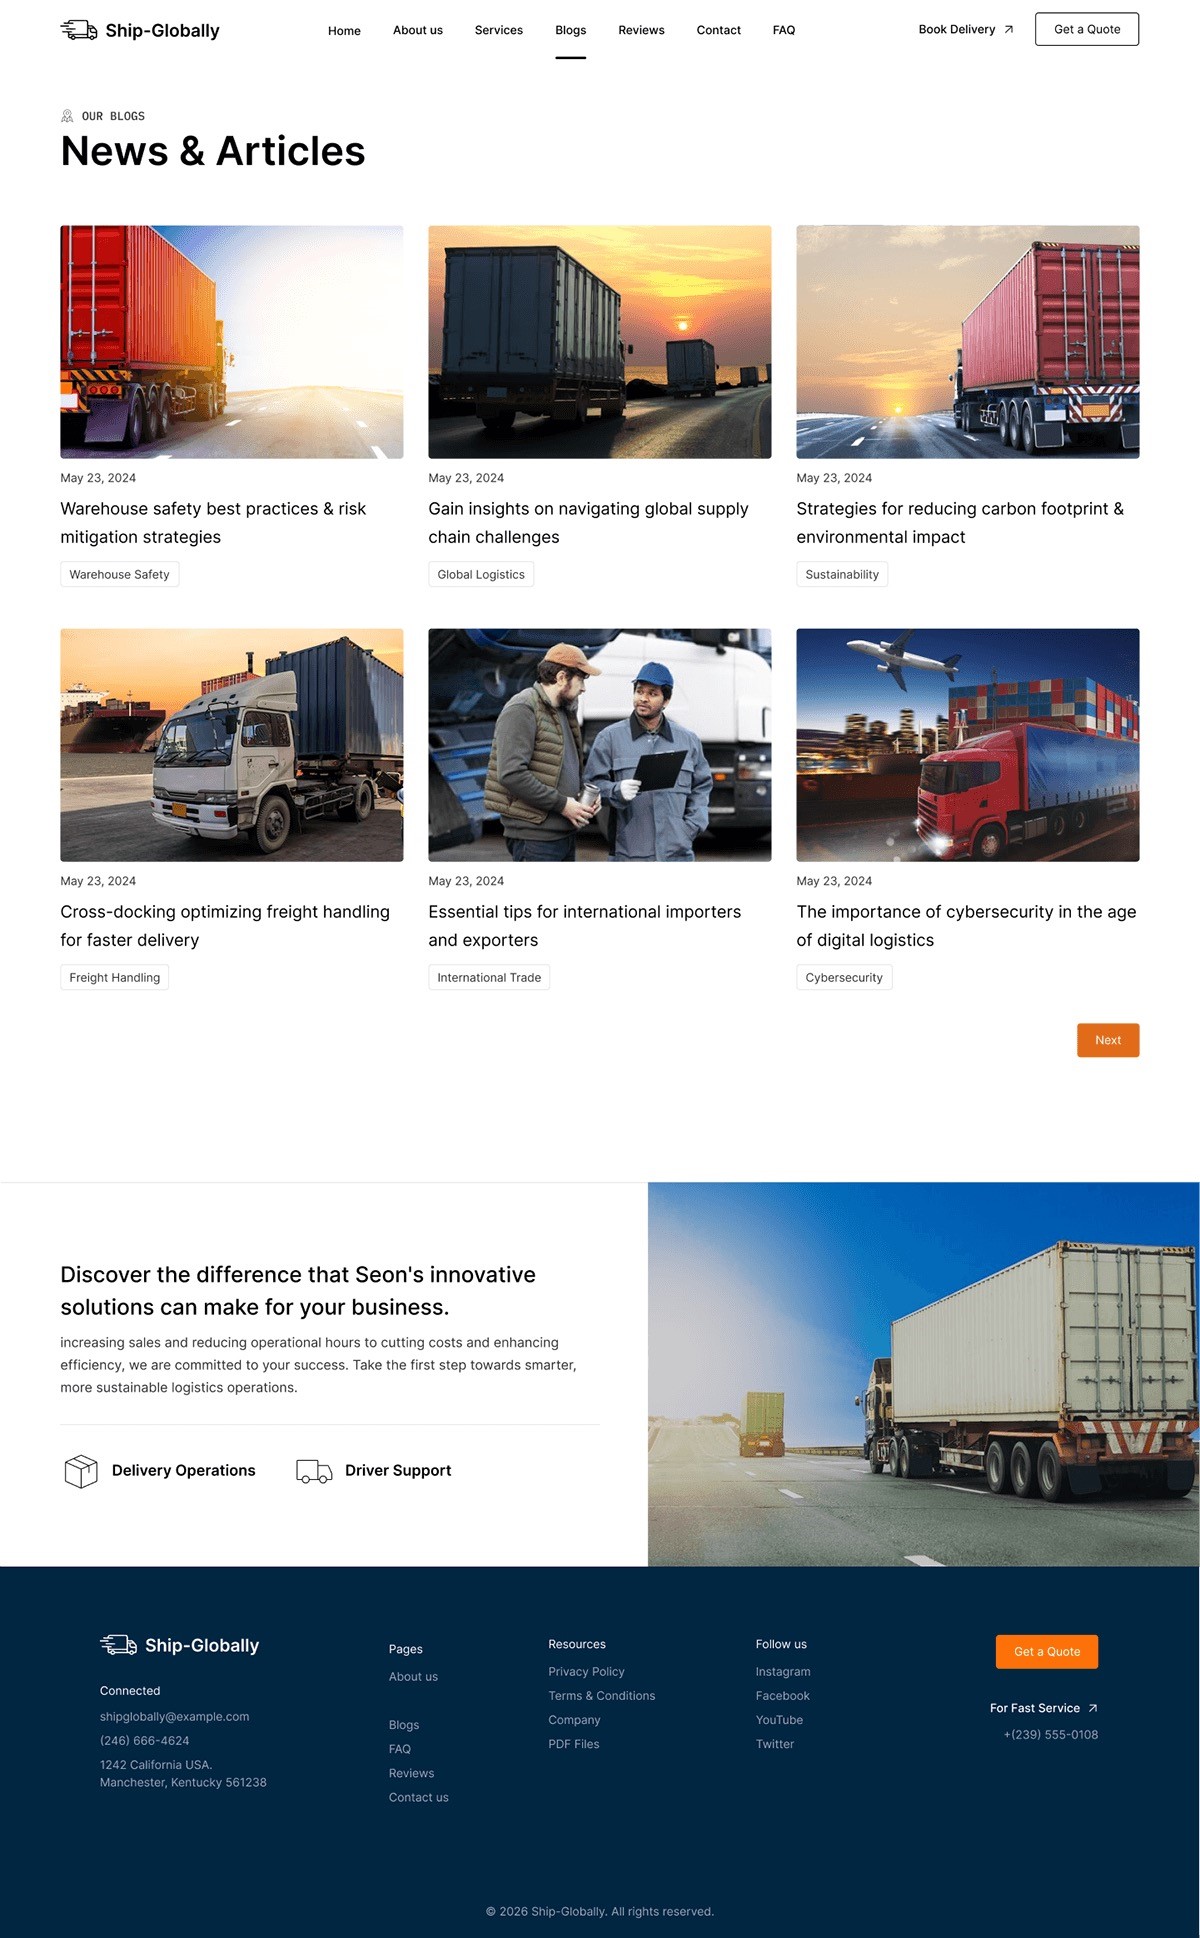 Ship-Globally
Home
About us
Services
Blogs
Reviews
Contact
FAQ
Book Delivery
Get a Quote
OUR BLOGS
News & Articles
May 23, 2024
Warehouse safety best practices & risk
mitigation strategies
Warehouse Safety
May 23, 2024
Gain insights on navigating global supply
chain challenges
Global Logistics
May 23, 2024
Strategies for reducing carbon footprint &
environmental impact
Sustainability
May 23, 2024
Cross-docking optimizing freight handling
for faster delivery
Freight Handling
May 23, 2024
Essential tips for international importers
and exporters
International Trade
May 23, 2024
The importance of cybersecurity in the age
of digital logistics
Cybersecurity
Next
Discover the difference that Seon's innovative
solutions can make for your business.
increasing sales and reducing operational hours to cutting costs and enhancing
efficiency, we are committed to your success. Take the first step towards smarter,
more sustainable logistics operations.
Delivery Operations
Driver Support
Ship-Globally
Connected
shipglobally@example.com
(246) 666-4624
1242 California USA.
Manchester, Kentucky 561238
Pages
About us
Blogs
FAQ
Reviews
Contact us
Resources
Privacy Policy
Terms & Conditions
Company
PDF Files
Follow us
Instagram
Facebook
YouTube
Twitter
Get a Quote
For Fast Service
+(239) 555-0108
© 2026 Ship-Globally. All rights reserved.